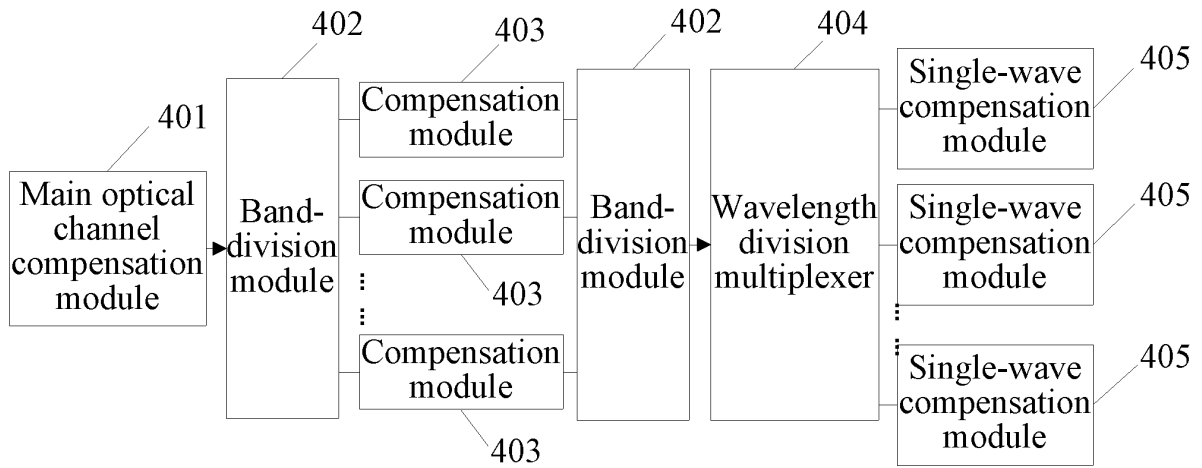 401
Main optical
channel
compensation
module
402
Band-
division
module
403
Compensation
module
Compensation
module
403
Compensation
module
403
402
Band-
division
module
404
Wavelength
division
multiplexer
405
Single-wave
compensation
module
405
Single-wave
compensation
module
405
Single-wave
compensation
module